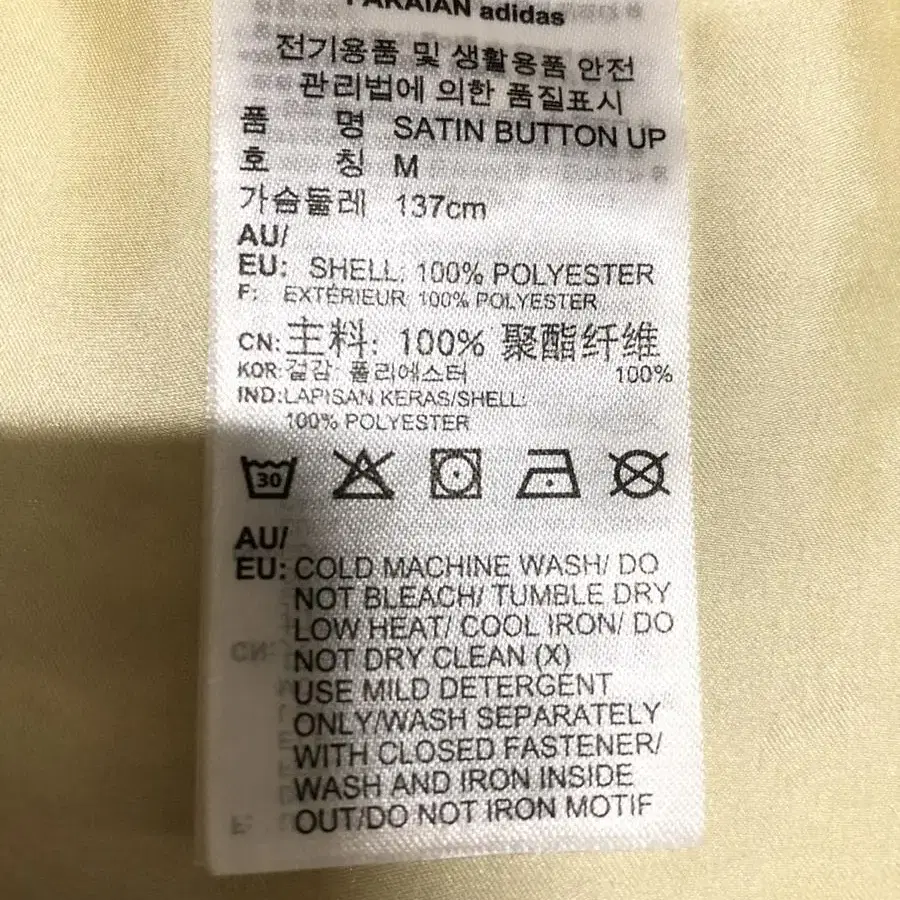 PAKAIAN adidas
전기용품 및 생활용품 안전
관리법에 의한 품질표시
품 명 SATIN BUTTON UP
호 칭 M
가슴둘레 137cm
AU/
EU: SHELL: 100% POLYESTER
F: EXTÉRIEUR: 100% POLYESTER
CN: 主料: 100% 聚酯纤维
KOR: 겉감: 폴리에스터 100%
IND: LAPISAN KERAS/SHELL:
100% POLYESTER
30
AU/
EU: COLD MACHINE WASH/ DO
NOT BLEACH/ TUMBLE DRY
LOW HEAT/ COOL IRON/ DO
NOT DRY CLEAN (X)
USE MILD DETERGENT
ONLY/WASH SEPARATELY
WITH CLOSED FASTENER/
WASH AND IRON INSIDE
OUT/DO NOT IRON MOTIF